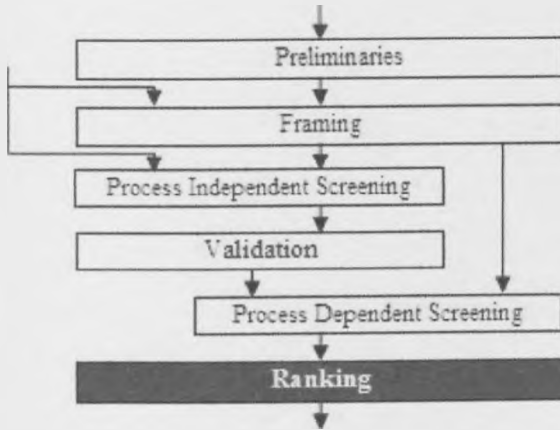 Preliminaries
Framing
Process Independent Screening
Validation
Process Dependent Screening
Ranking